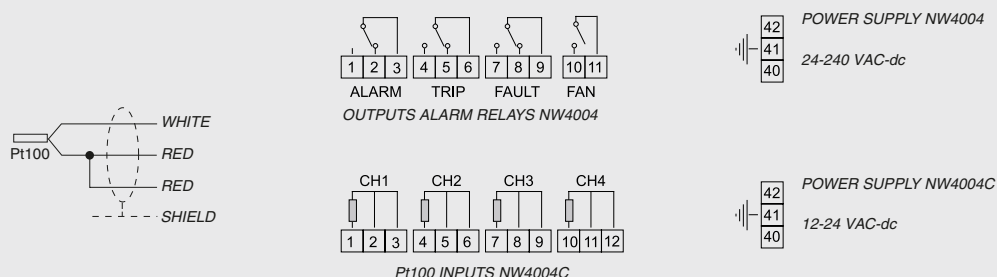 1 2 3 4 5 6 7 8 9 10 11
ALARM TRIP FAULT FAN
OUTPUTS ALARM RELAYS NW4004
42 POWER SUPPLY NW4004
41
40 24-240 VAC-dc
Pt100
WHITE
RED
RED
SHIELD
CH1 CH2 CH3 CH4
1 2 3 4 5 6 7 8 9 10 11 12
Pt100 INPUTS NW4004C
42 POWER SUPPLY NW4004C
41
40 12-24 VAC-dc